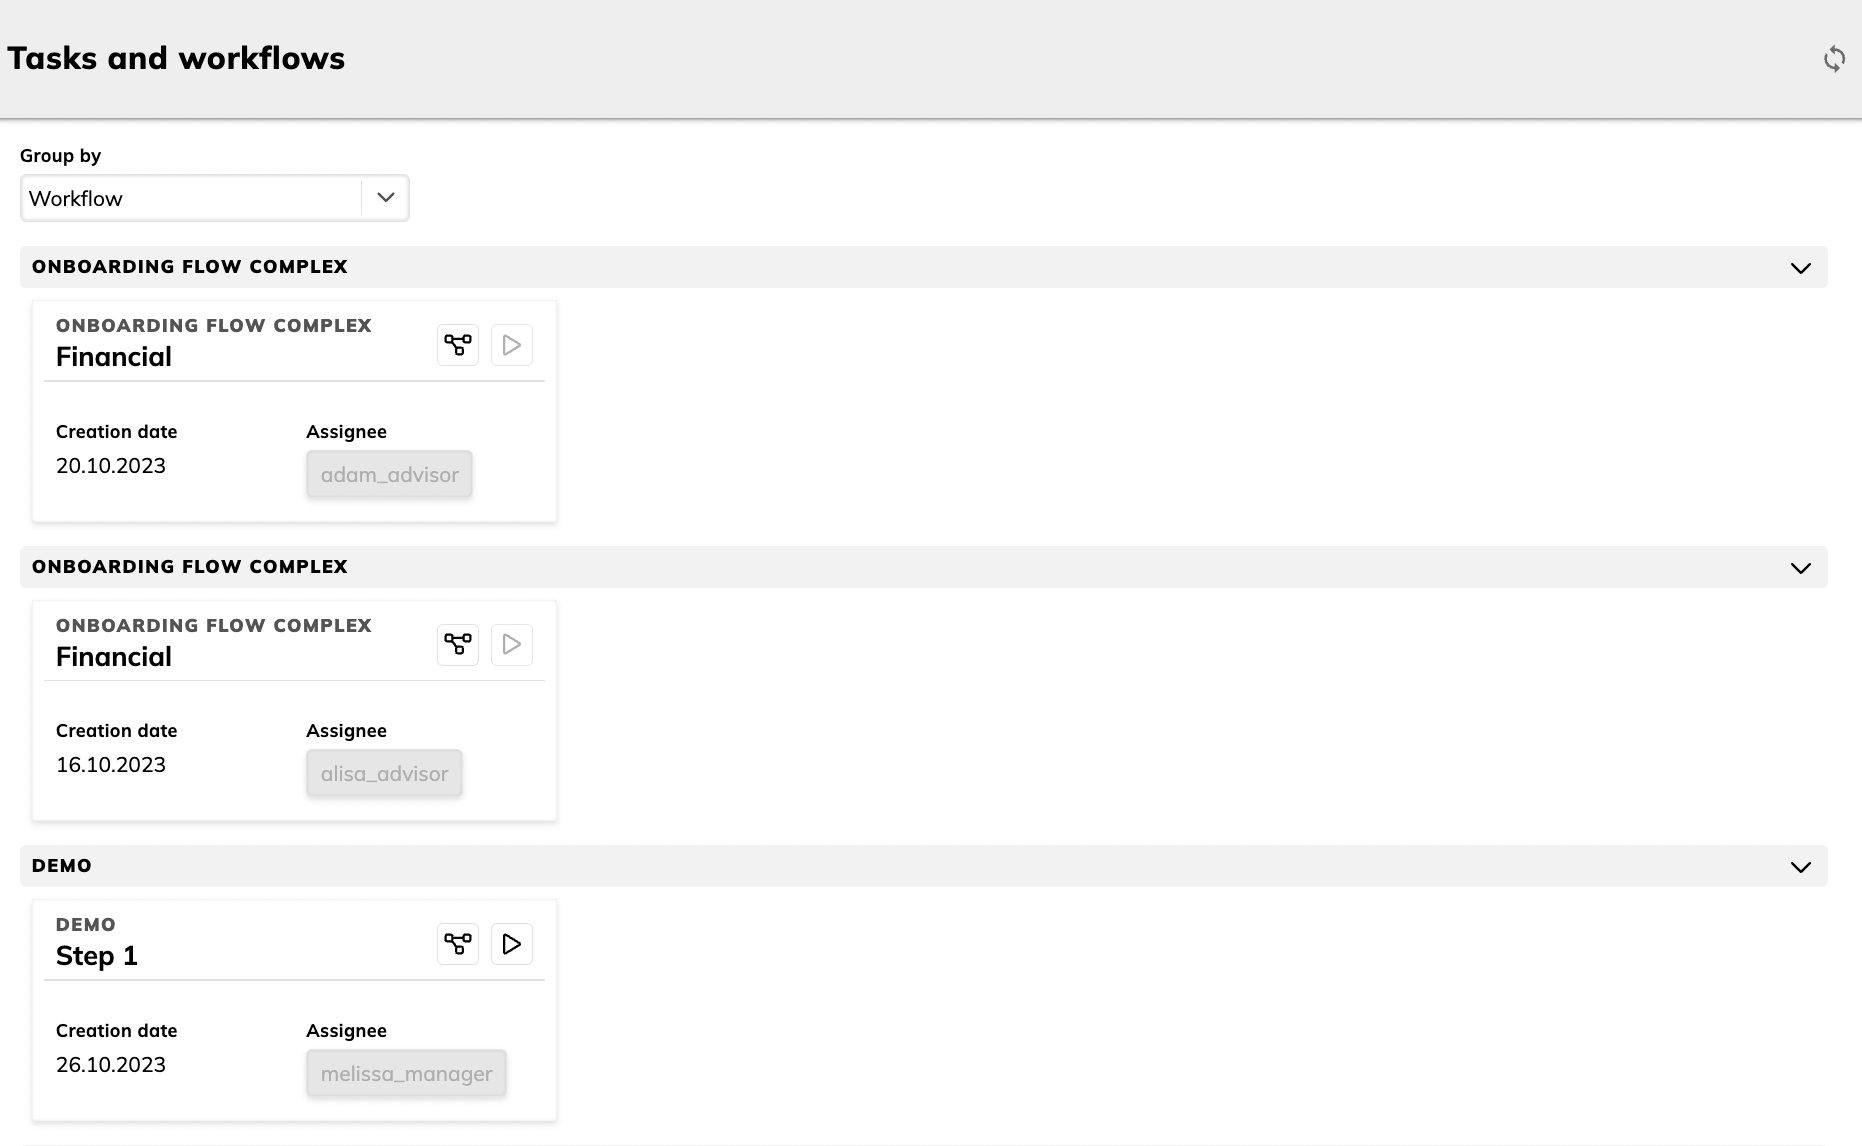 Tasks and workflows
Group by
Workflow
ONBOARDING FLOW COMPLEX
ONBOARDING FLOW COMPLEX
Financial
Creation date
Assignee
20.10.2023
adam_advisor
ONBOARDING FLOW COMPLEX
ONBOARDING FLOW COMPLEX
Financial
Creation date
Assignee
16.10.2023
alisa_advisor
DEMO
DEMO
Step 1
Creation date
Assignee
26.10.2023
melissa_manager